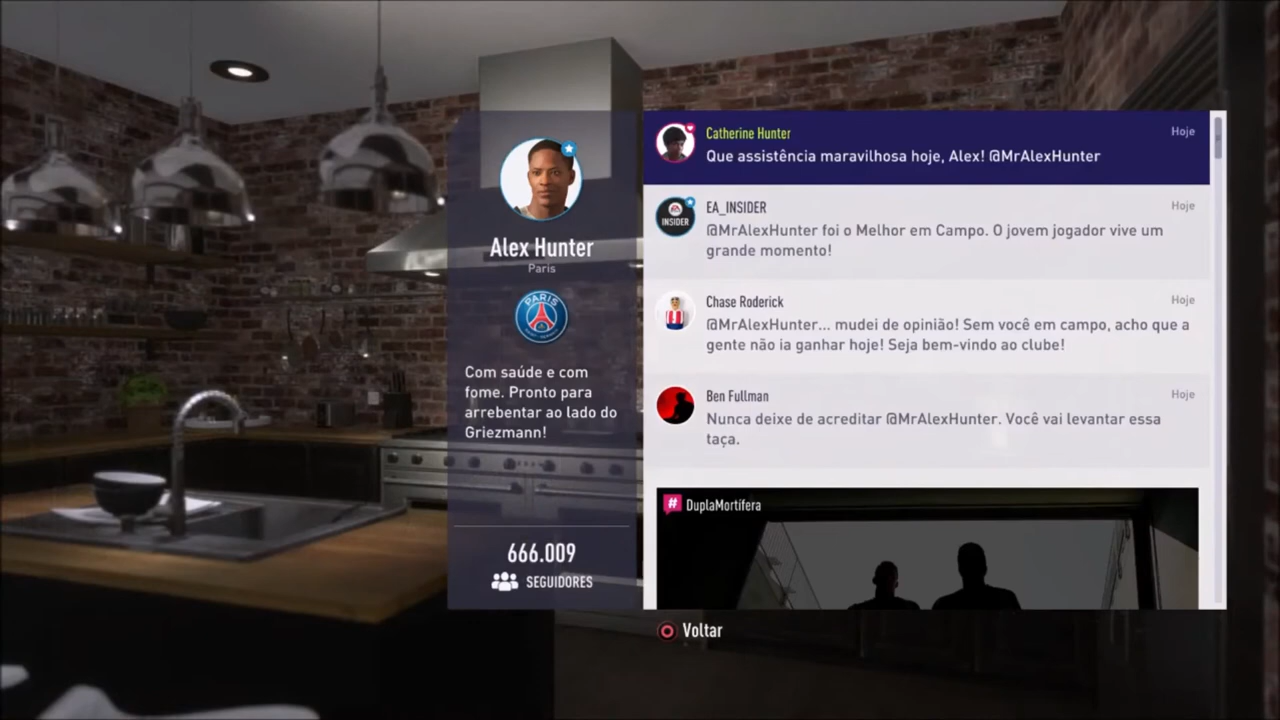 Alex Hunter
Paris
PARIS
Com saúde e com
fome. Pronto para
arrebentar ao lado do
Griezmann!
666.009
SEGUIDORES
Catherine Hunter
Hoje
Que assistência maravilhosa hoje, Alex! @MrAlexHunter
INSIDER
EA_INSIDER
Hoje
@MrAlexHunter foi o Melhor em Campo. O jovem jogador vive um
grande momento!
Chase Roderick
Hoje
@MrAlexHunter... mudei de opinião! Sem você em campo, acho que a
gente não ia ganhar hoje! Seja bem-vindo ao clube!
Ben Fullman
Hoje
Nunca deixe de acreditar @MrAlexHunter. Você vai levantar essa
taça.
# DuplaMortífera
Voltar